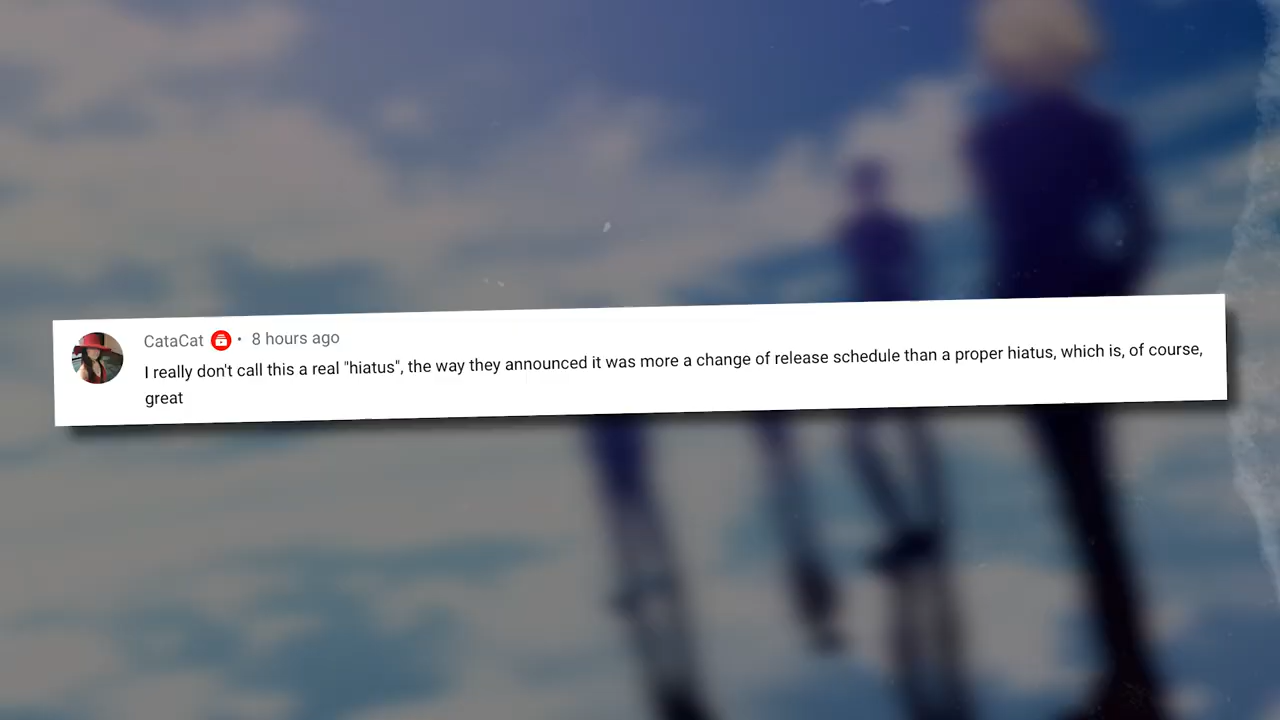 CataCat • 8 hours ago
I really don't call this a real "hiatus", the way they announced it was more a change of release schedule than a proper hiatus, which is, of course,
great